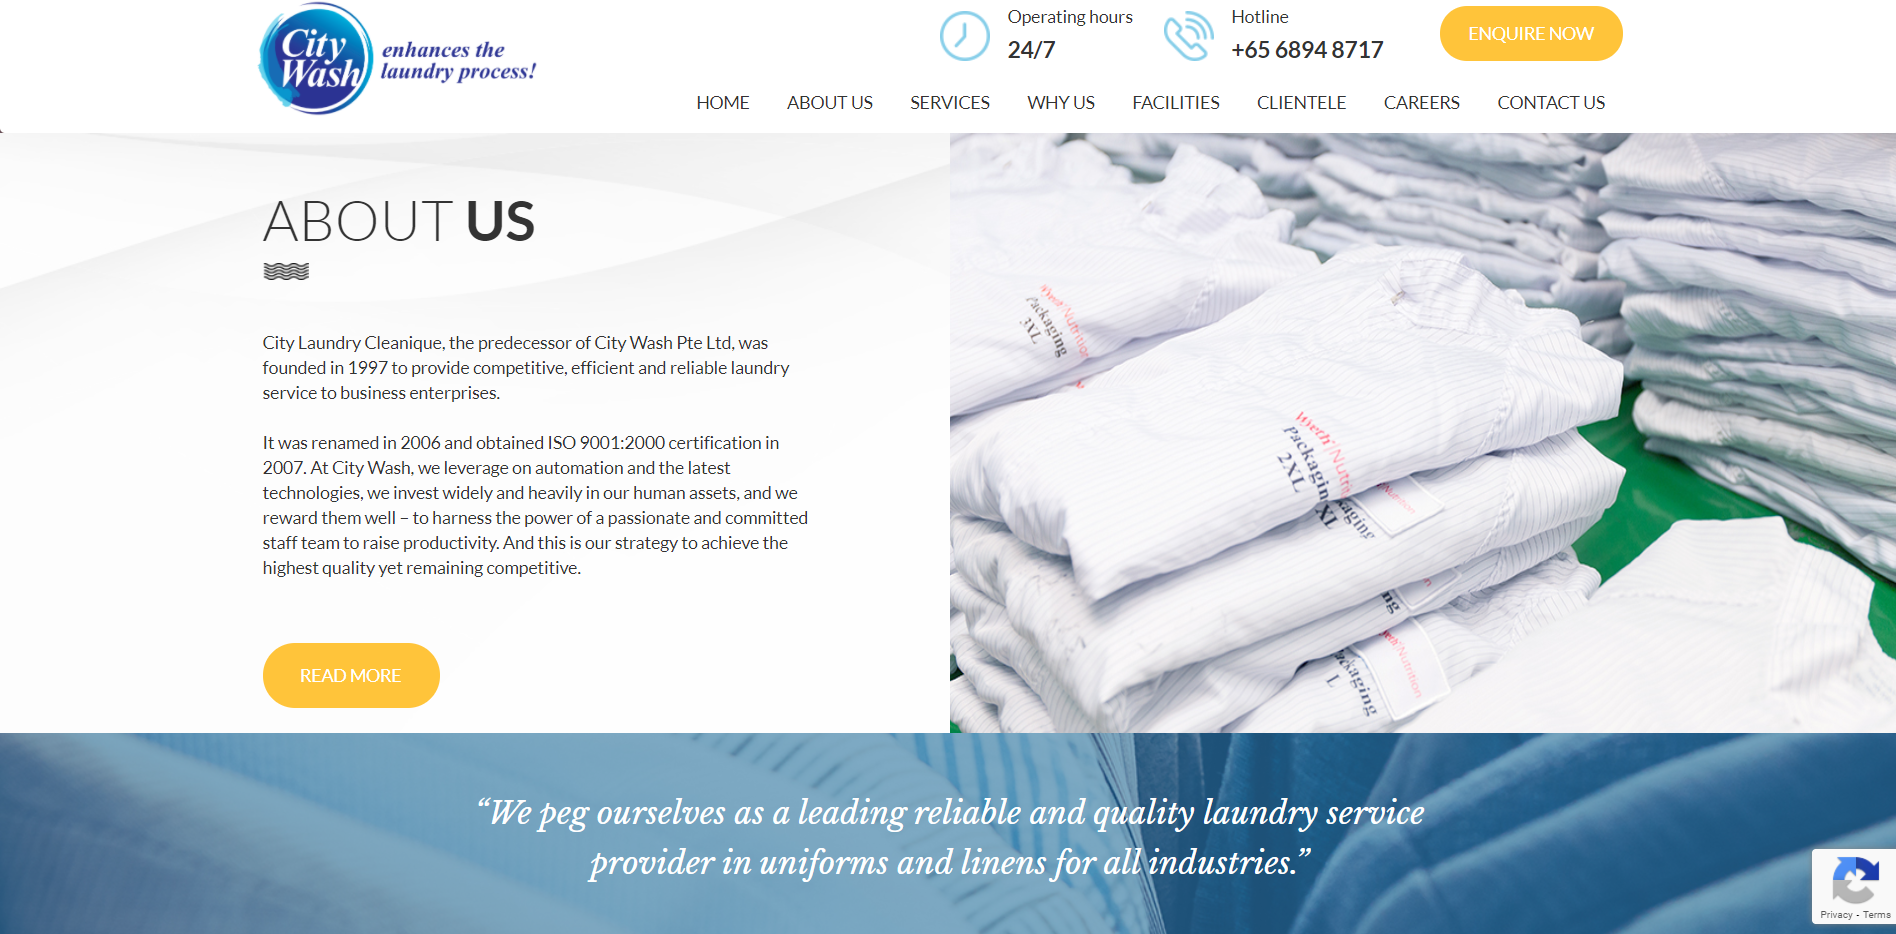 City
Wash
enhances the
laundry process!
Operating hours
24/7
Hotline
+65 6894 8717
ENQUIRE NOW
HOME
ABOUT US
SERVICES
WHY US
FACILITIES
CLIENTELE
CAREERS
CONTACT US
ABOUT US
City Laundry Cleanique, the predecessor of City Wash Pte Ltd, was
founded in 1997 to provide competitive, efficient and reliable laundry
service to business enterprises.
It was renamed in 2006 and obtained ISO 9001:2000 certification in
2007. At City Wash, we leverage on automation and the latest
technologies, we invest widely and heavily in our human assets, and we
reward them well – to harness the power of a passionate and committed
staff team to raise productivity. And this is our strategy to achieve the
highest quality yet remaining competitive.
READ MORE
Wyeth Nutrition
Packaging
3XL
Wyeth Nutri
Packaging
2XL
Nutrition
Packaging
L
“We peg ourselves as a leading reliable and quality laundry service
provider in uniforms and linens for all industries.”
Privacy - Terms